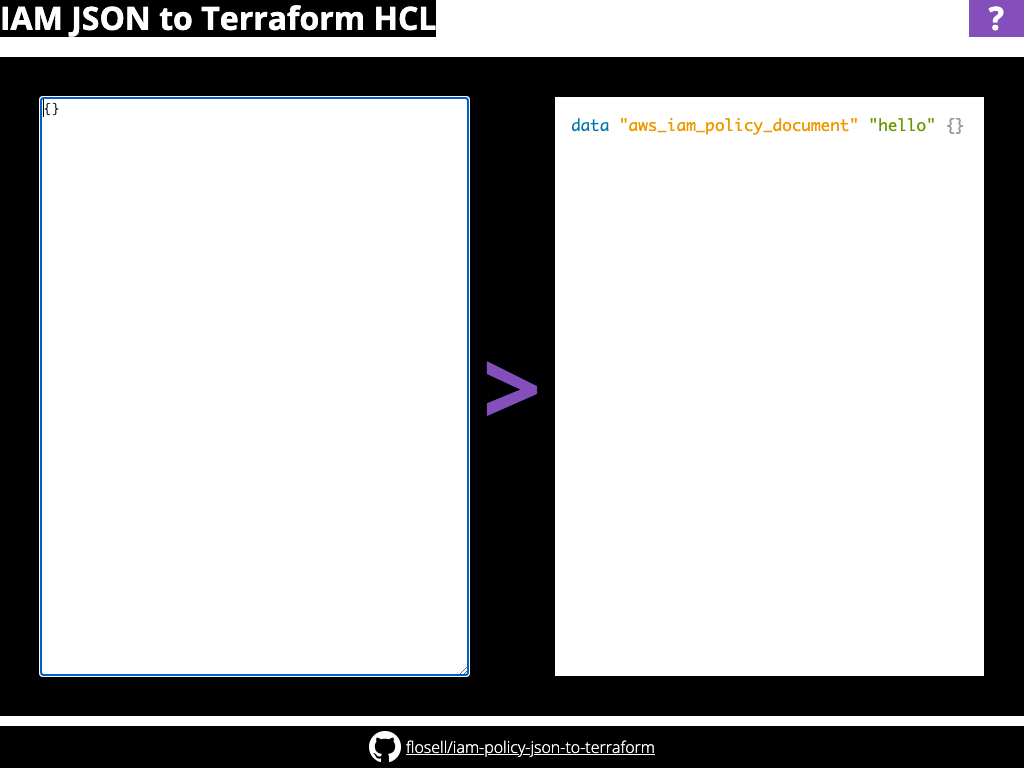 IAM JSON to Terraform HCL
?
{}
>
data "aws_iam_policy_document" "hello" {}
flosell/iam-policy-json-to-terraform